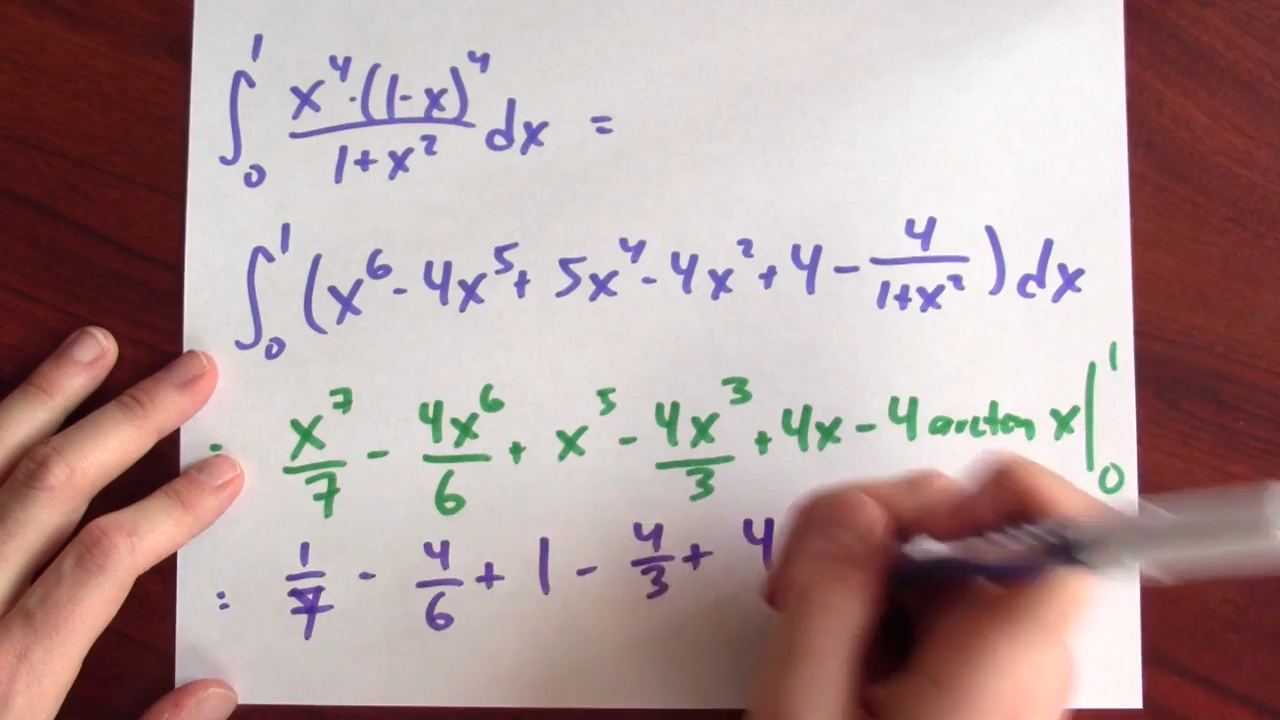 ∫₀¹ x⁴·(1-x)⁴/(1+x²) dx =
∫₀¹ (x⁶ - 4x⁵ + 5x⁴ - 4x² + 4 - 4/(1+x²)) dx
= x⁷/7 - 4x⁶/6 + x⁵ - 4x³/3 + 4x - 4 arctan x |₀¹
= 1/7 - 4/6 + 1 - 4/3 + 4